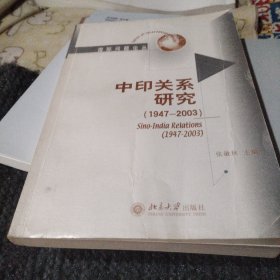 中印关系
研究
(1947—2003)
Sino-India Relations
(1947-2003)
张敏秋 主编
北京大学出版社